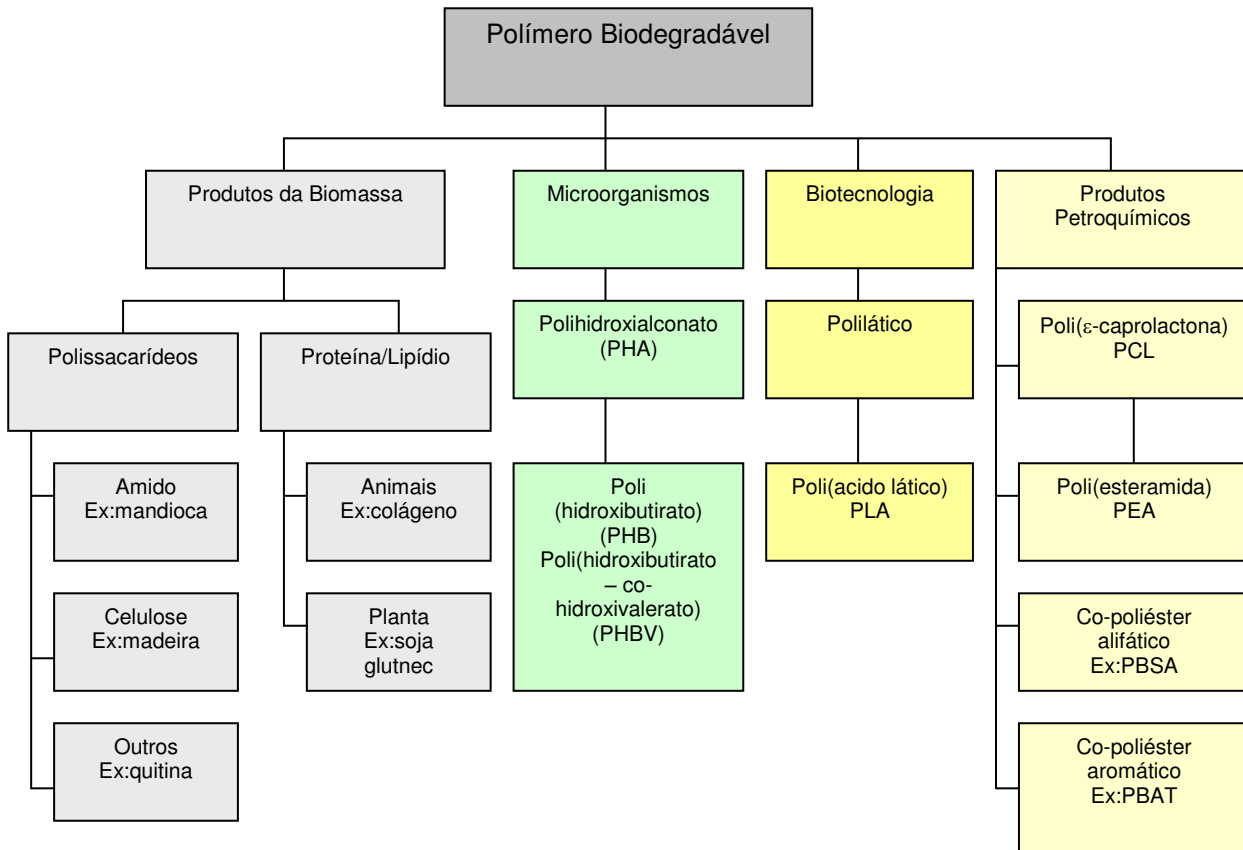 Polímero Biodegradável
Produtos da Biomassa
Microorganismos
Biotecnologia
Produtos
Petroquímicos
Polissacarídeos
Proteína/Lipídio
Polihidroxialconato
(PHA)
Polilático
Poli(ε-caprolactona)
PCL
Amido
Ex:mandioca
Animais
Ex:colágeno
Poli
(hidroxibutirato)
(PHB)
Poli(hidroxibutirato
– co-
hidroxivalerato)
(PHBV)
Poli(acido lático)
PLA
Poli(esteramida)
PEA
Celulose
Ex:madeira
Planta
Ex:soja
glutnec
Co-poliéster
alifático
Ex:PBSA
Outros
Ex:quitina
Co-poliéster
aromático
Ex:PBAT